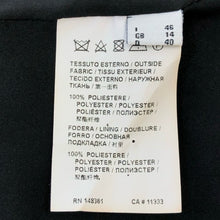 I 46
GB 14
D 40
TESSUTO ESTERNO / OUTSIDE
FABRIC / TISSU EXTERIEUR /
TECIDO EXTERNO / НАРУЖНАЯ
ТКАНЬ /
100% POLIESTERE /
POLYESTER / POLYESTER /
POLIÉSTER / ПОЛИЭСТЕР /
FODERA / LINING / DOUBLURE /
FORRO / ОСНОВНАЯ
ПОДКЛАДКА /
100% POLIESTERE /
POLYESTER / POLYESTER /
POLIÉSTER / ПОЛИЭСТЕР /
RN 148361 CA # 11333